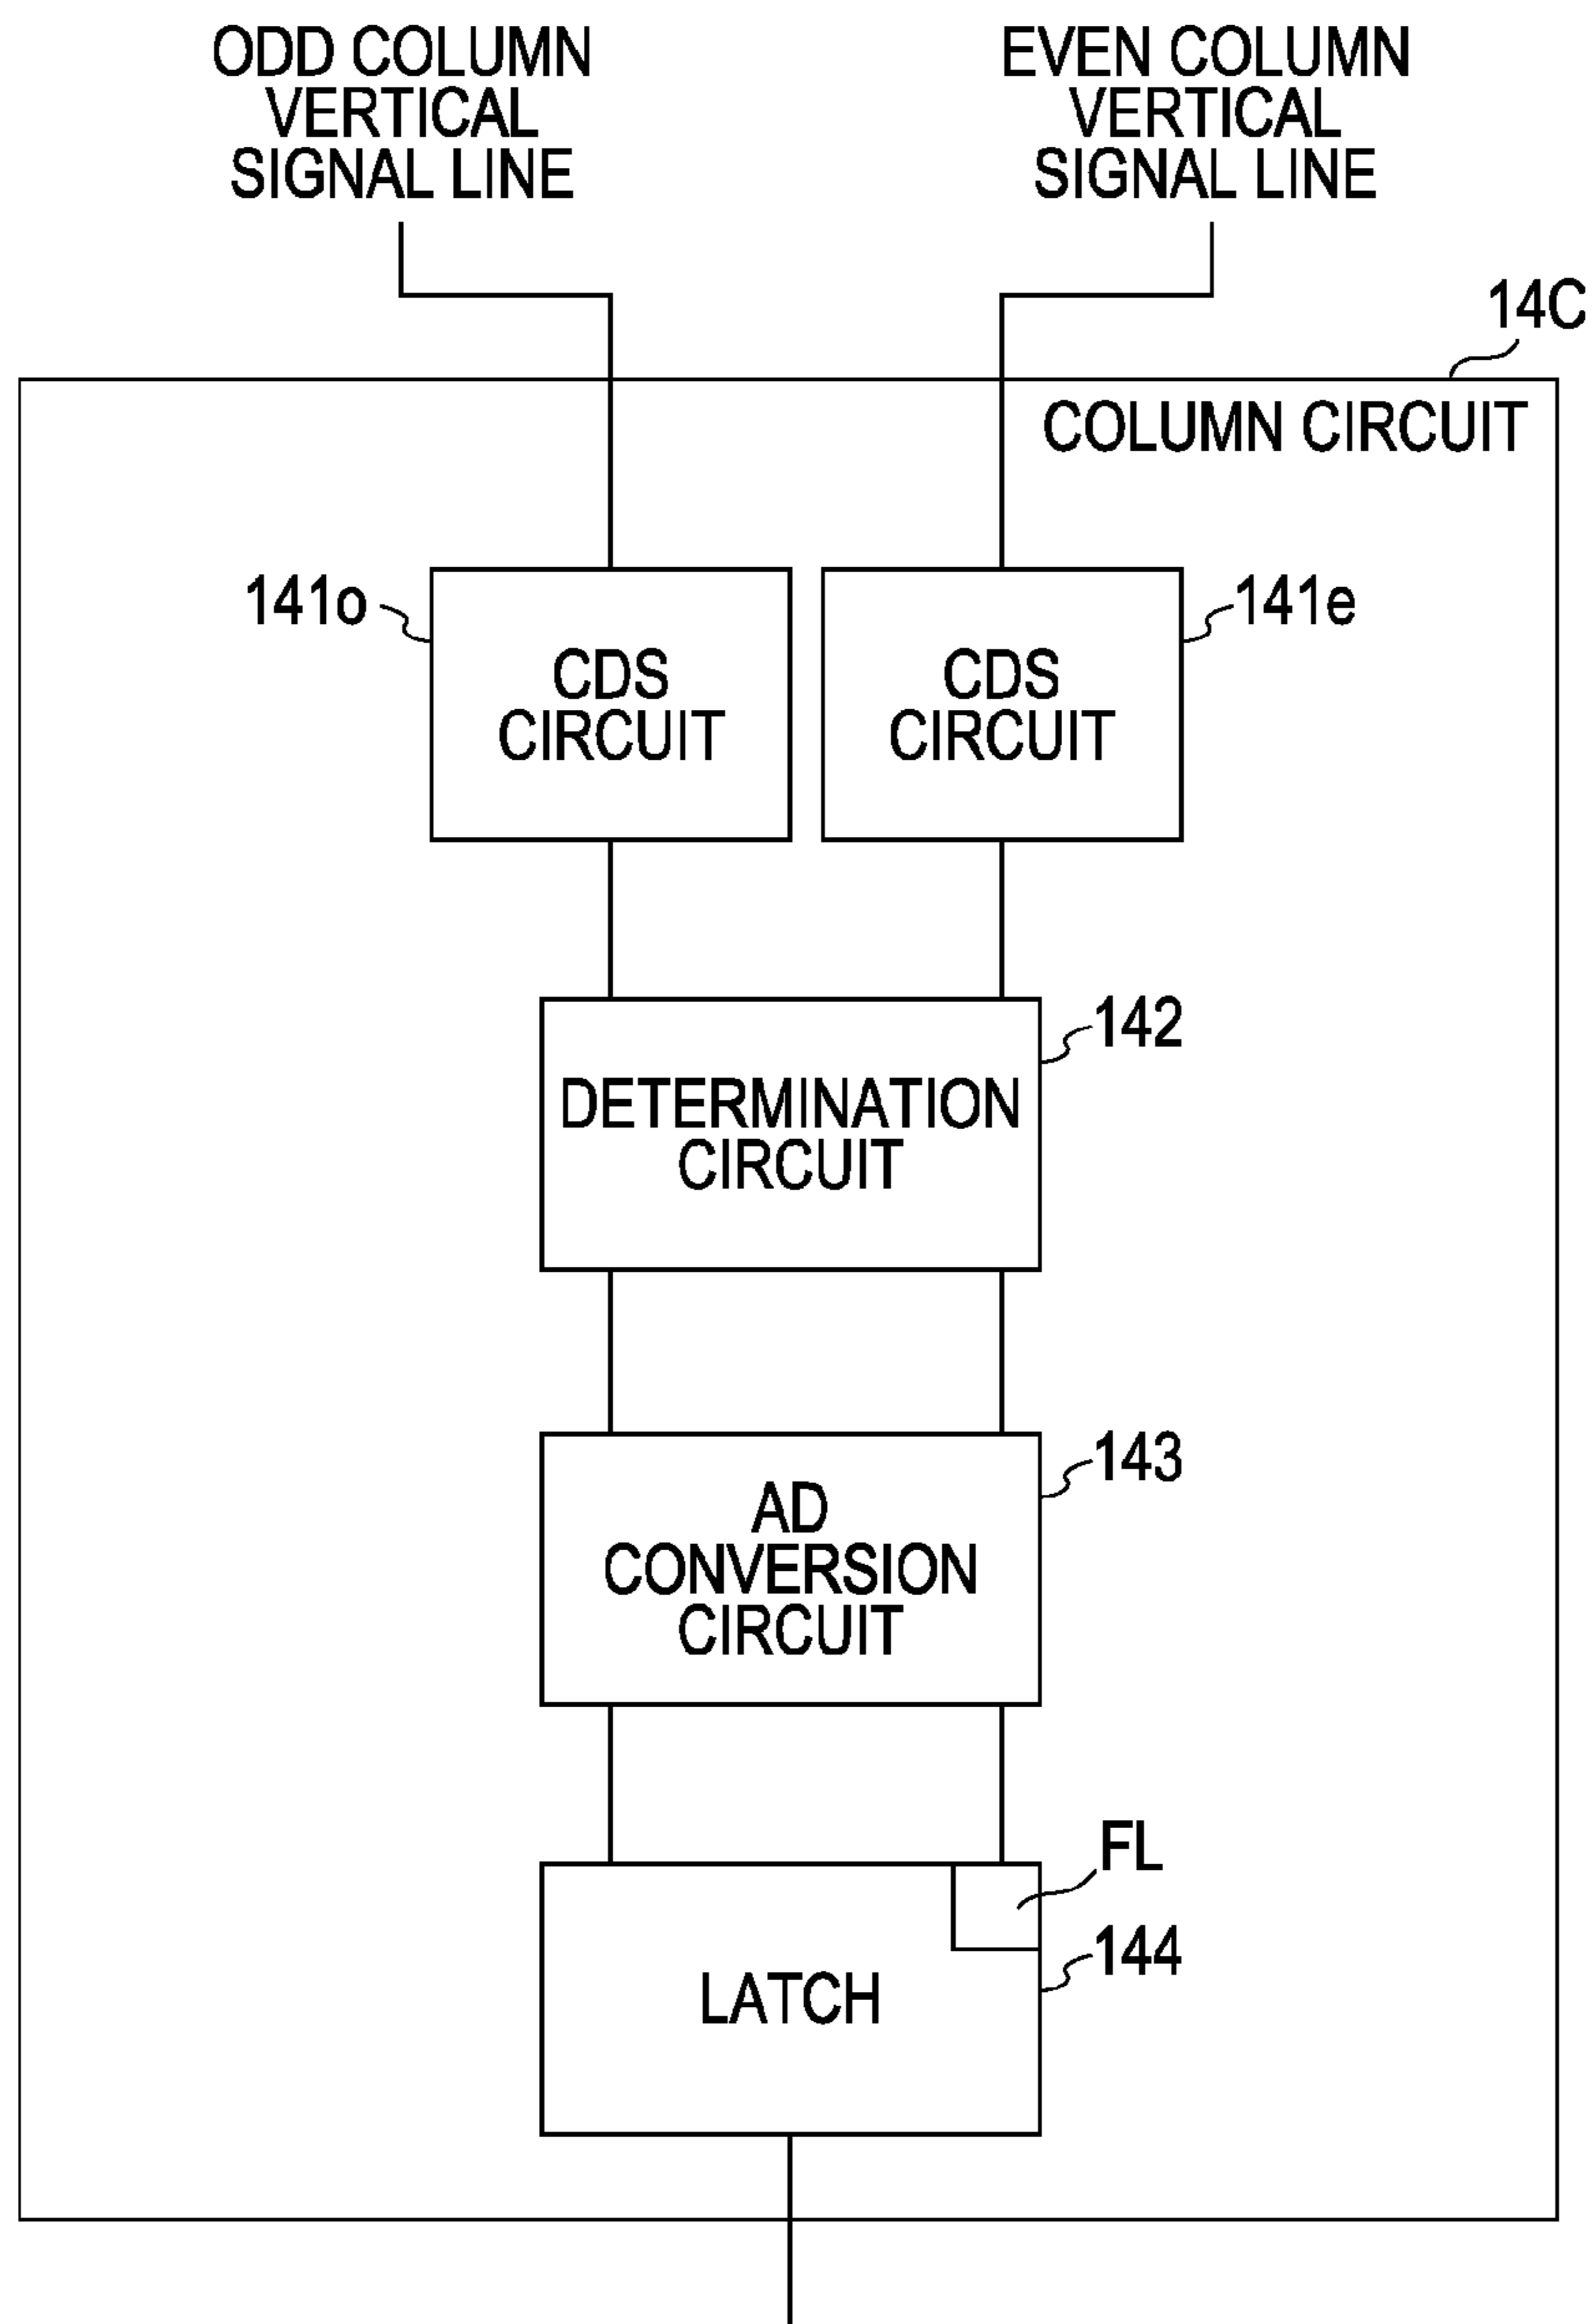 ODD COLUMN
VERTICAL
SIGNAL LINE
EVEN COLUMN
VERTICAL
SIGNAL LINE
14C
COLUMN CIRCUIT
141o
CDS
CIRCUIT
CDS
CIRCUIT
141e
142
DETERMINATION
CIRCUIT
143
AD
CONVERSION
CIRCUIT
FL
144
LATCH